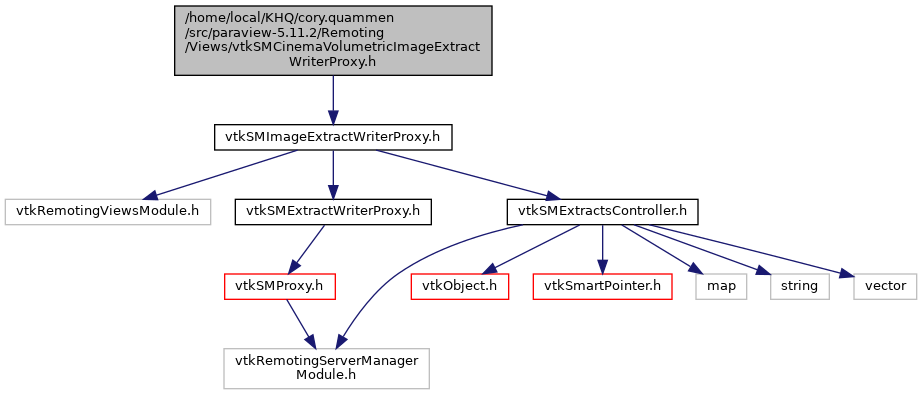 /home/local/KHQ/cory.quammen
/src/paraview-5.11.2/Remoting
/Views/vtkSMCinemaVolumetricImageExtract
WriterProxy.h
vtkSMImageExtractWriterProxy.h
vtkRemotingViewsModule.h
vtkSMExtractWriterProxy.h
vtkSMExtractsController.h
vtkSMProxy.h
vtkObject.h
vtkSmartPointer.h
map
string
vector
vtkRemotingServerManager
Module.h